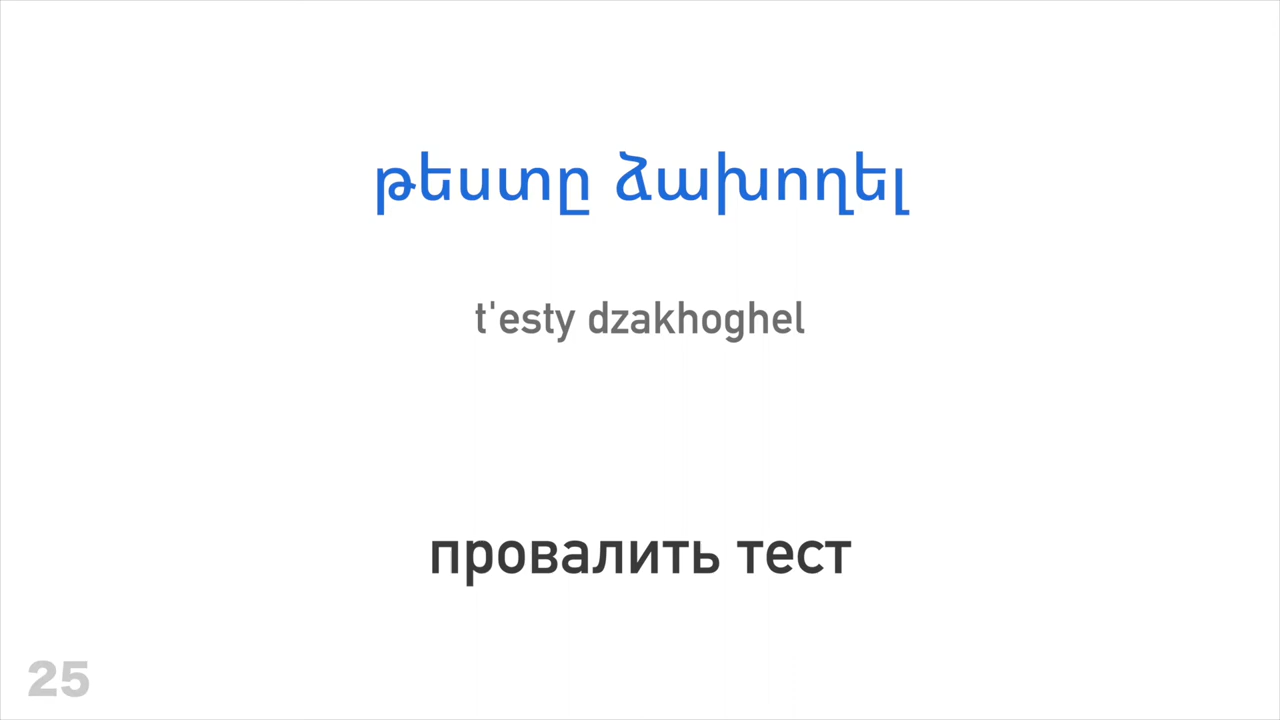 թեստը ձախողել
t'esty dzakhoghel
провалить тест
25